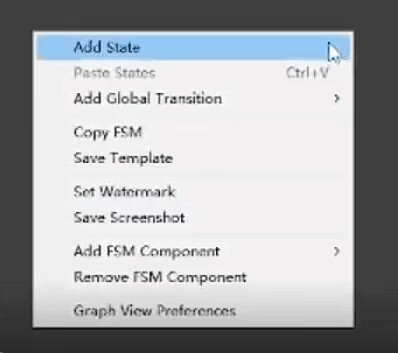 Add State
Paste States Ctrl+V
Add Global Transition
Copy FSM
Save Template
Set Watermark
Save Screenshot
Add FSM Component
Remove FSM Component
Graph View Preferences